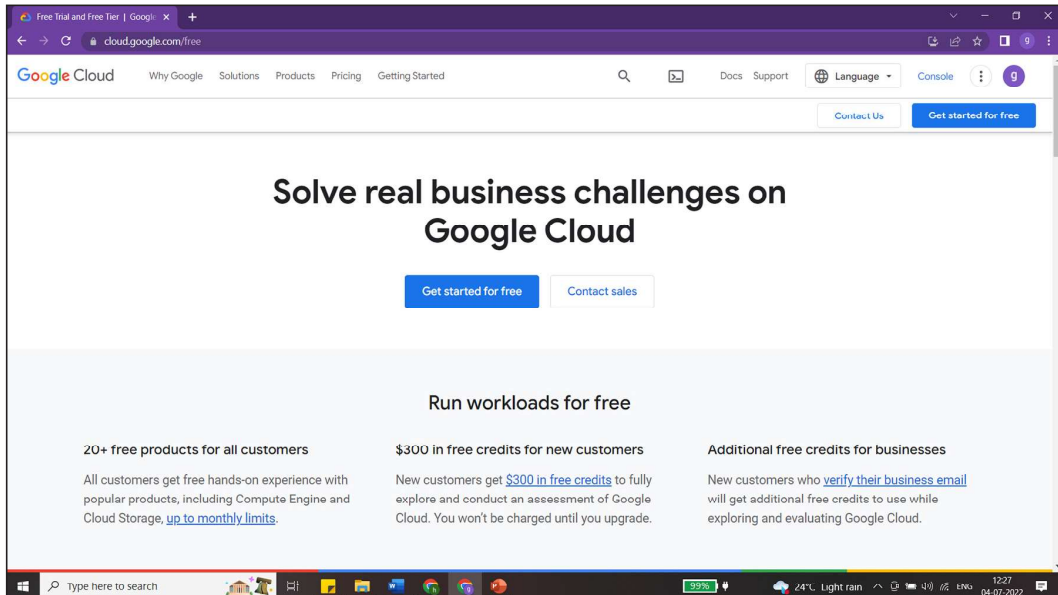 Free Trial and Free Tier | Google
cloud.google.com/free
g
Google Cloud
Why Google Solutions Products Pricing Getting Started
Docs Support Language Console g
Contact Us Get started for free
Solve real business challenges on
Google Cloud
Get started for free Contact sales
Run workloads for free
20+ free products for all customers
All customers get free hands-on experience with
popular products, including Compute Engine and
Cloud Storage, up to monthly limits.
$300 in free credits for new customers
New customers get $300 in free credits to fully
explore and conduct an assessment of Google
Cloud. You won't be charged until you upgrade.
Additional free credits for businesses
New customers who verify their business email
will get additional free credits to use while
exploring and evaluating Google Cloud.
Type here to search
99%
24°C Light rain
ENG
12:27
04-07-2022